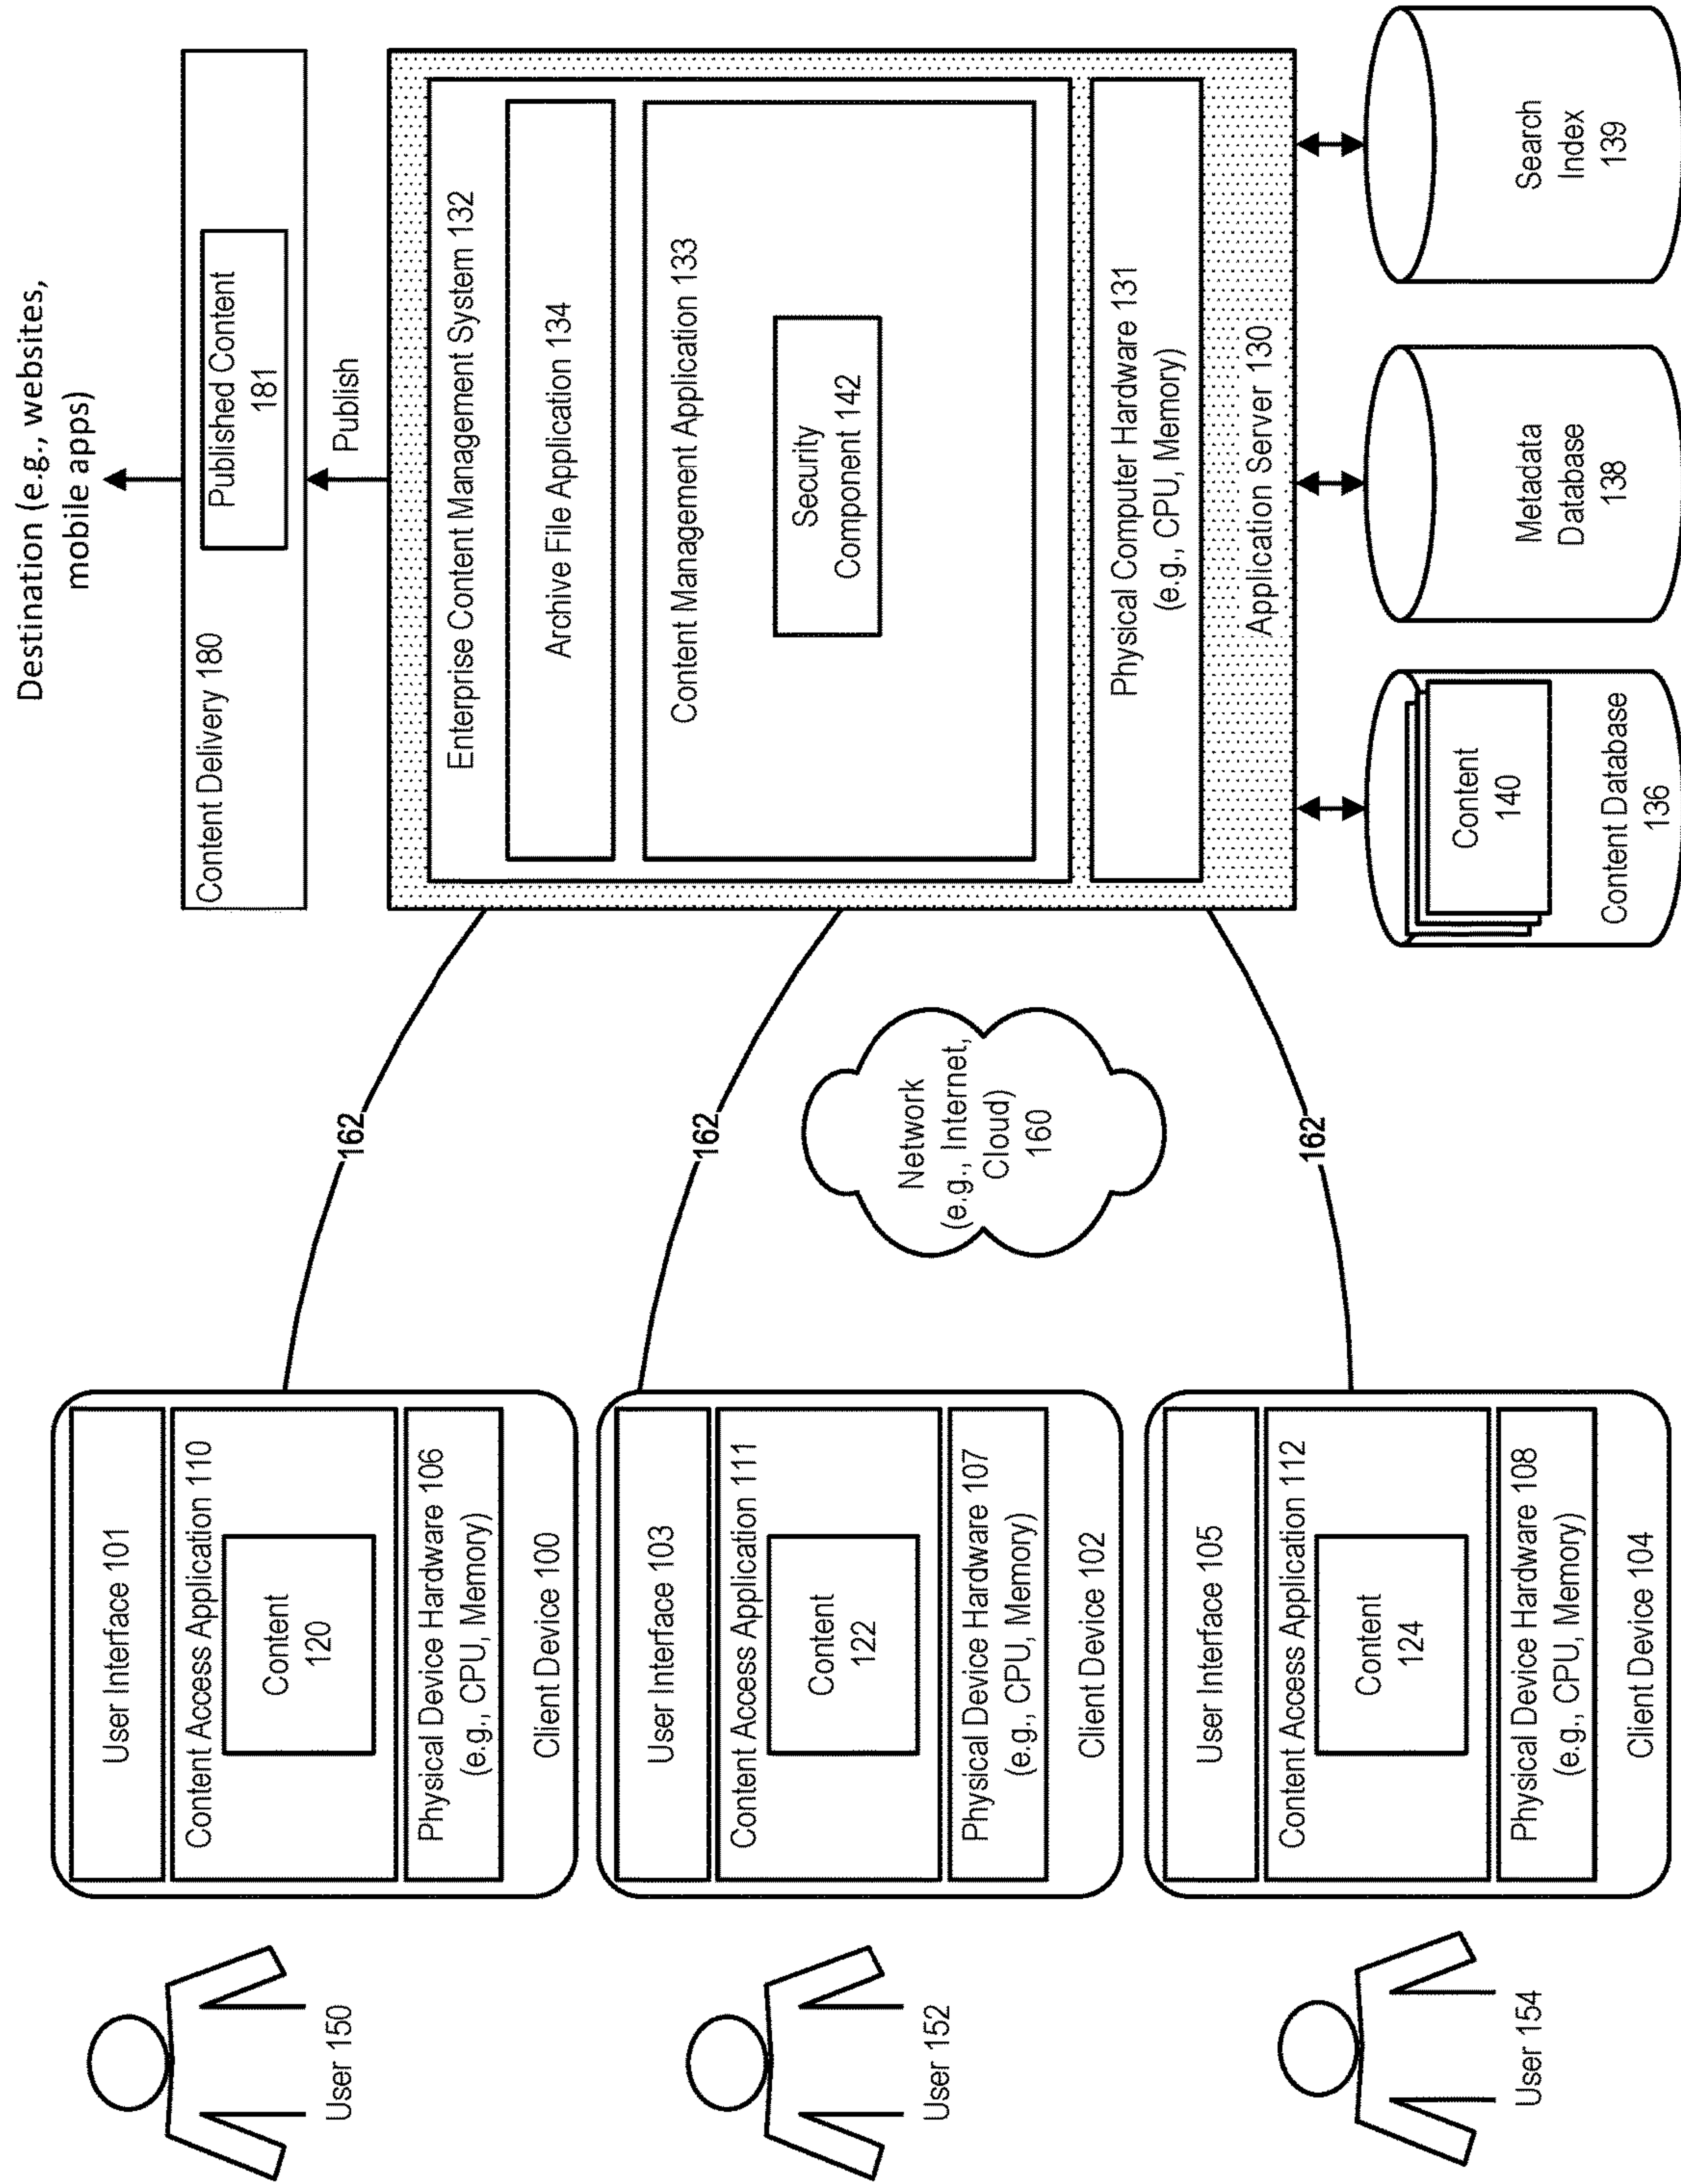 User 150
User 152
User 154
User Interface 101
Content Access Application 110
Content
120
Physical Device Hardware 106
(e.g., CPU, Memory)
Client Device 100
User Interface 103
Content Access Application 111
Content
122
Physical Device Hardware 107
(e.g., CPU, Memory)
Client Device 102
User Interface 105
Content Access Application 112
Content
124
Physical Device Hardware 108
(e.g., CPU, Memory)
Client Device 104
162
162
162
Network
(e.g., Internet,
Cloud)
160
Destination (e.g., websites,
mobile apps)
Content Delivery 180
Published Content
181
Publish
Enterprise Content Management System 132
Archive File Application 134
Content Management Application 133
Security
Component 142
Physical Computer Hardware 131
(e.g., CPU, Memory)
Application Server 130
Content
140
Content Database
136
Metadata
Database
138
Search
Index
139